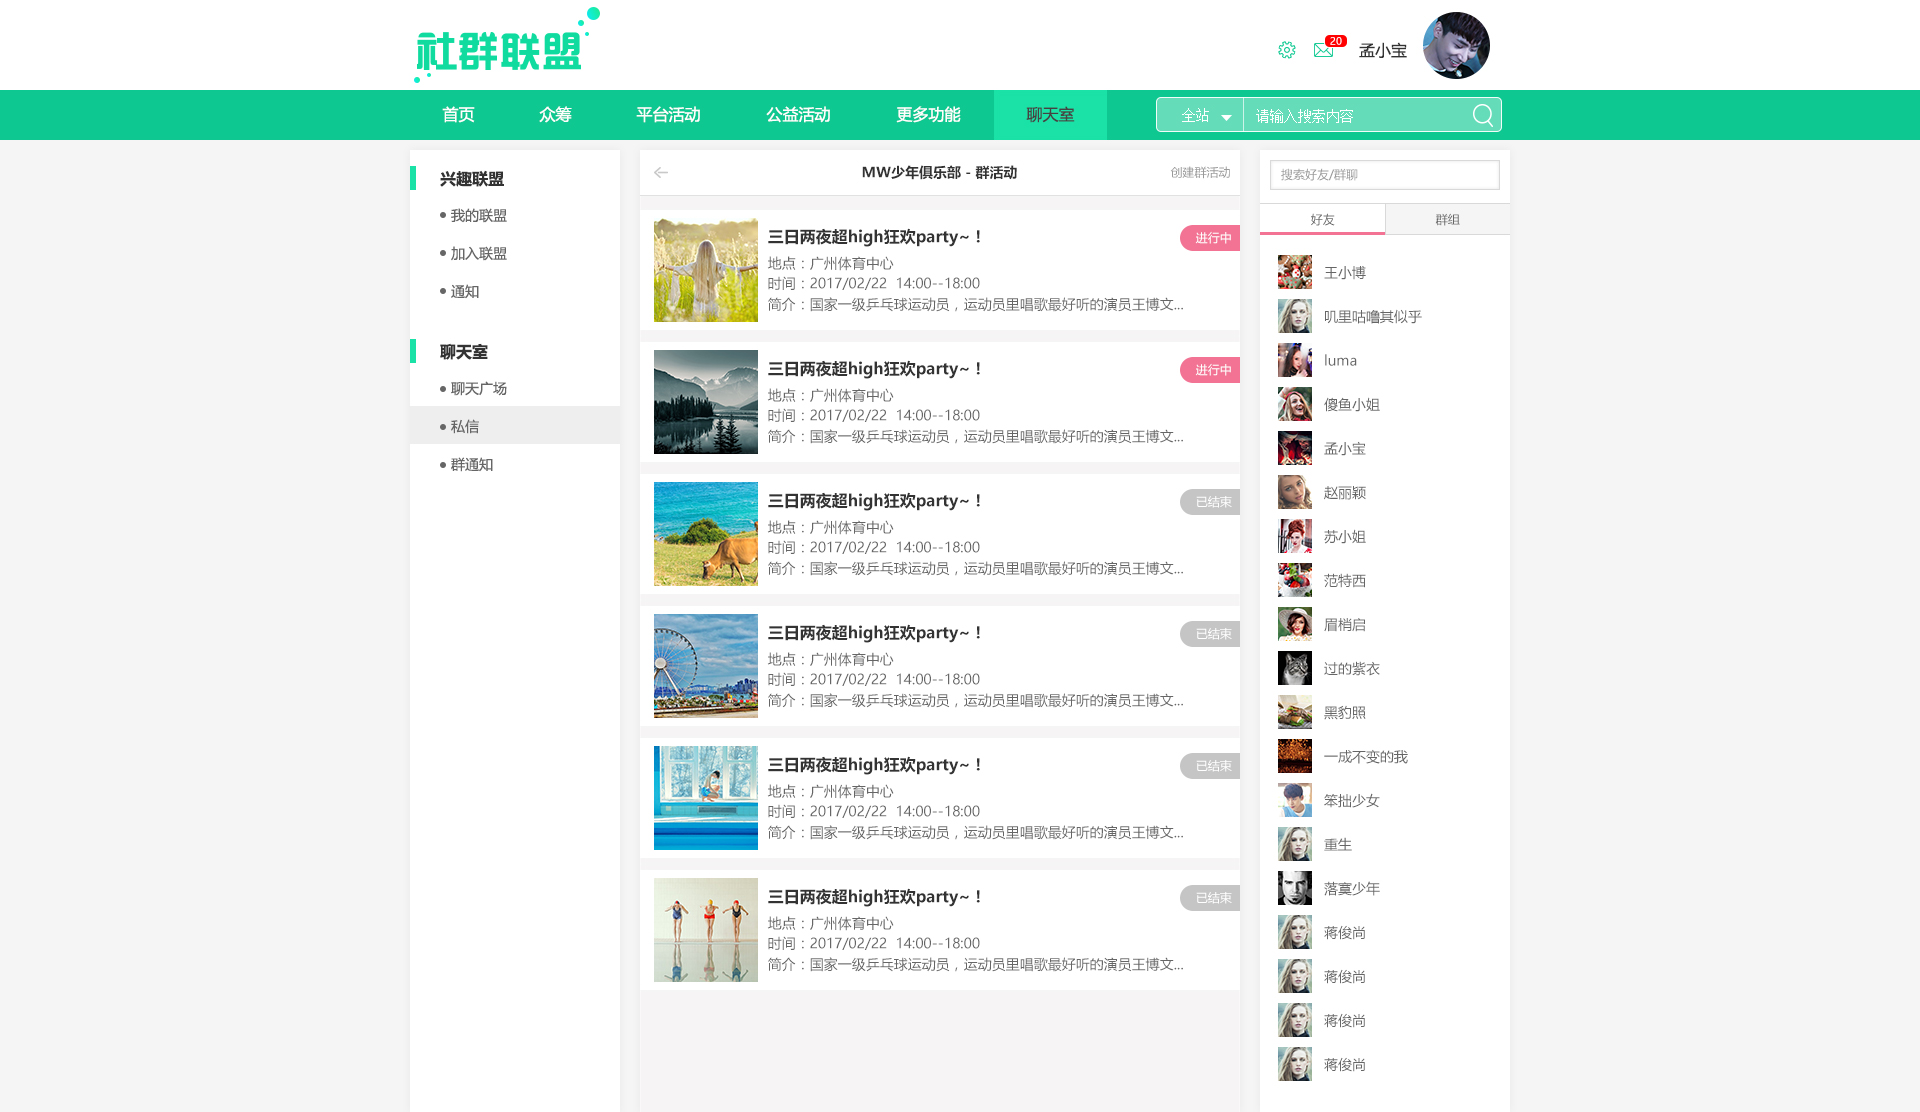 社群联盟
20
孟小宝
首页
众筹
平台活动
公益活动
更多功能
聊天室
全站
请输入搜索内容
兴趣联盟
我的联盟
加入联盟
通知
聊天室
聊天广场
私信
群通知
MW少年俱乐部 - 群活动
创建群活动
三日两夜超high狂欢party~！
进行中
地点：广州体育中心
时间：2017/02/22 14:00--18:00
简介：国家一级乒乓球运动员，运动员里唱歌最好听的演员王博文...
三日两夜超high狂欢party~！
进行中
地点：广州体育中心
时间：2017/02/22 14:00--18:00
简介：国家一级乒乓球运动员，运动员里唱歌最好听的演员王博文...
三日两夜超high狂欢party~！
已结束
地点：广州体育中心
时间：2017/02/22 14:00--18:00
简介：国家一级乒乓球运动员，运动员里唱歌最好听的演员王博文...
三日两夜超high狂欢party~！
已结束
地点：广州体育中心
时间：2017/02/22 14:00--18:00
简介：国家一级乒乓球运动员，运动员里唱歌最好听的演员王博文...
三日两夜超high狂欢party~！
已结束
地点：广州体育中心
时间：2017/02/22 14:00--18:00
简介：国家一级乒乓球运动员，运动员里唱歌最好听的演员王博文...
三日两夜超high狂欢party~！
已结束
地点：广州体育中心
时间：2017/02/22 14:00--18:00
简介：国家一级乒乓球运动员，运动员里唱歌最好听的演员王博文...
搜索好友/群聊
好友
群组
王小博
叽里咕噜其似乎
luma
傻鱼小姐
孟小宝
赵丽颖
苏小姐
范特西
眉梢启
过的紫衣
黑豹照
一成不变的我
笨拙少女
重生
落寞少年
蒋俊尚
蒋俊尚
蒋俊尚
蒋俊尚